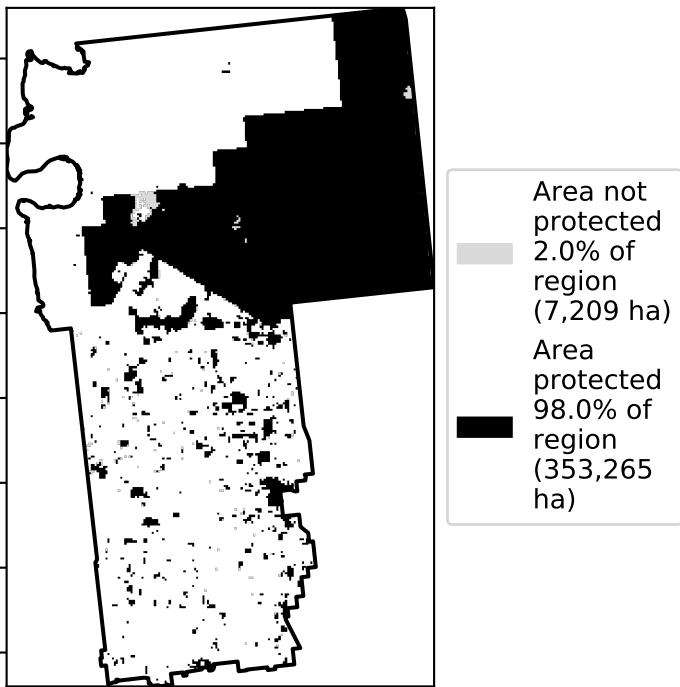 Area not
protected
2.0% of
region
(7,209 ha)
Area
protected
98.0% of
region
(353,265
ha)